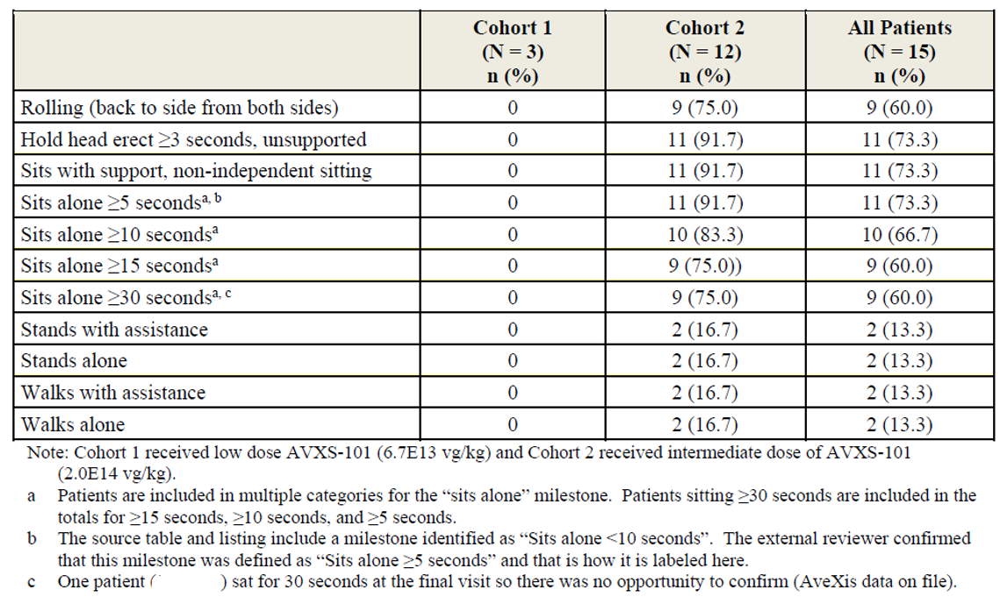 Cohort 1 Cohort 2 All Patients
(N = 3) (N = 12) (N = 15)
n (%) n (%) n (%)
Rolling (back to side from both sides) 0 9 (75.0) 9 (60.0)
Hold head erect ≥3 seconds, unsupported 0 11 (91.7) 11 (73.3)
Sits with support, non-independent sitting 0 11 (91.7) 11 (73.3)
Sits alone ≥5 secondsa, b 0 11 (91.7) 11 (73.3)
Sits alone ≥10 secondsa 0 10 (83.3) 10 (66.7)
Sits alone ≥15 secondsa 0 9 (75.0)) 9 (60.0)
Sits alone ≥30 secondsa, c 0 9 (75.0) 9 (60.0)
Stands with assistance 0 2 (16.7) 2 (13.3)
Stands alone 0 2 (16.7) 2 (13.3)
Walks with assistance 0 2 (16.7) 2 (13.3)
Walks alone 0 2 (16.7) 2 (13.3)
Note: Cohort 1 received low dose AVXS-101 (6.7E13 vg/kg) and Cohort 2 received intermediate dose of AVXS-101
(2.0E14 vg/kg).
a Patients are included in multiple categories for the “sits alone” milestone. Patients sitting ≥30 seconds are included in the
totals for ≥15 seconds, ≥10 seconds, and ≥5 seconds.
b The source table and listing include a milestone identified as “Sits alone <10 seconds”. The external reviewer confirmed
that this milestone was defined as “Sits alone ≥5 seconds” and that is how it is labeled here.
c One patient ( ) sat for 30 seconds at the final visit so there was no opportunity to confirm (AveXis data on file).